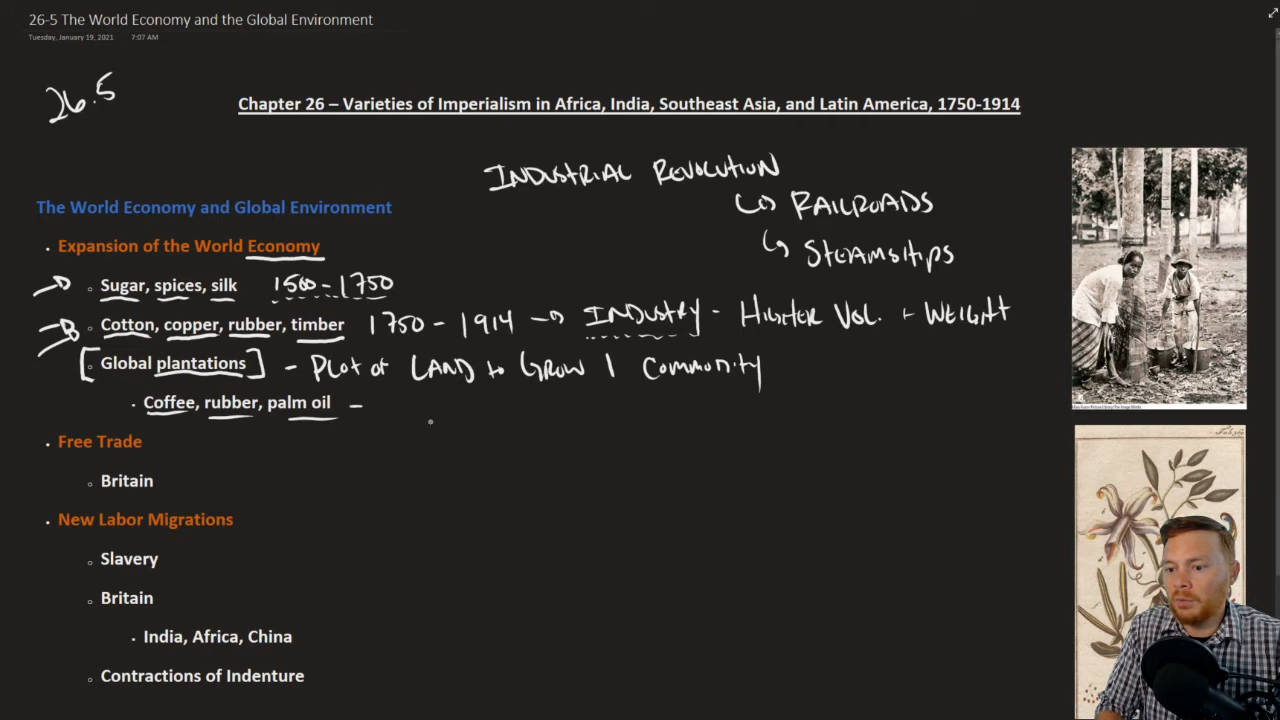 26-5 The World Economy and the Global Environment
Tuesday, January 19, 2021 7:07 AM
26.5
Chapter 26 – Varieties of Imperialism in Africa, India, Southeast Asia, and Latin America, 1750-1914
INDUSTRIAL REVOLUTION
The World Economy and Global Environment
RAILROADS
Expansion of the World Economy
STEAMSHIPS
Sugar, spices, silk 1500-1750
Cotton, copper, rubber, timber 1750-1914 → INDUSTRY - HIGHER VOL. + WEIGHT
[Global plantations] - PLOT OF LAND to GROW 1 COMMODITY
Coffee, rubber, palm oil –
Free Trade
Britain
New Labor Migrations
Slavery
Britain
India, Africa, China
Contractions of Indenture